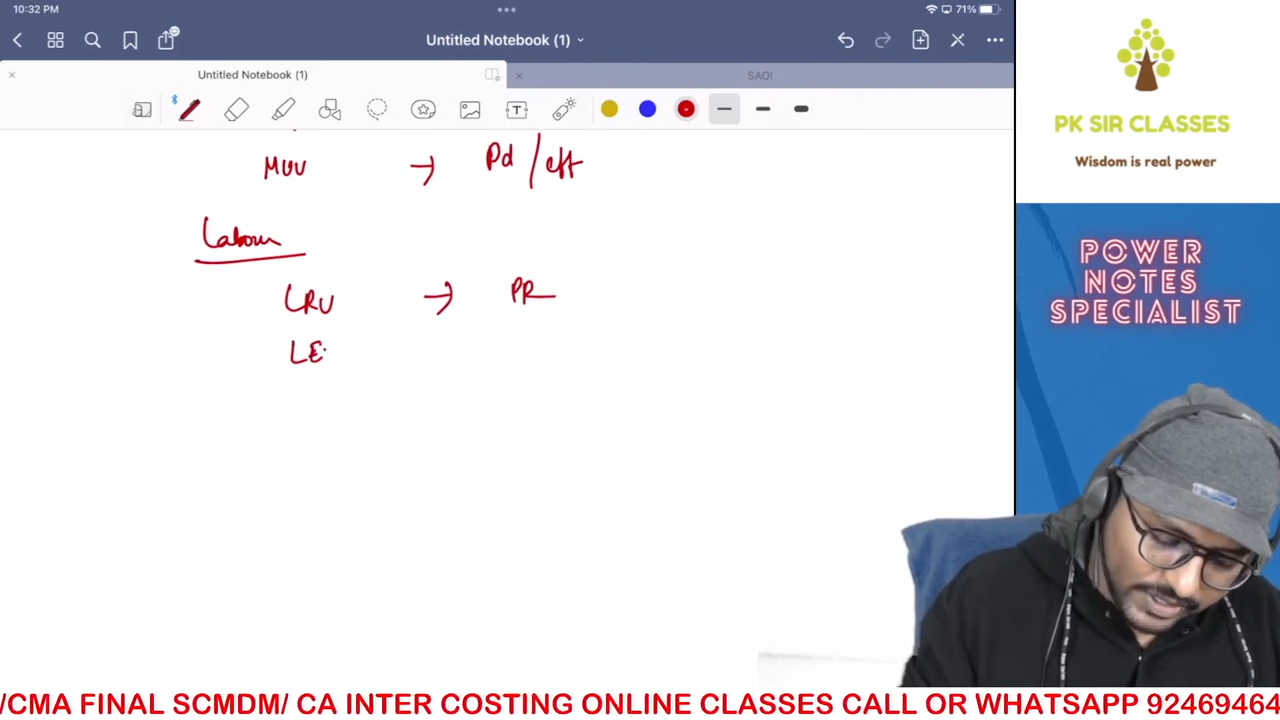 10:32 PM
71%
Untitled Notebook (1)
Untitled Notebook (1)
SAOI
T
MUV → Pd/eff
Labour
LRV → PR
LE
PK SIR CLASSES
Wisdom is real power
POWER
NOTES
SPECIALIST
/CMA FINAL SCMDM/ CA INTER COSTING ONLINE CLASSES CALL OR WHATSAPP 92469464